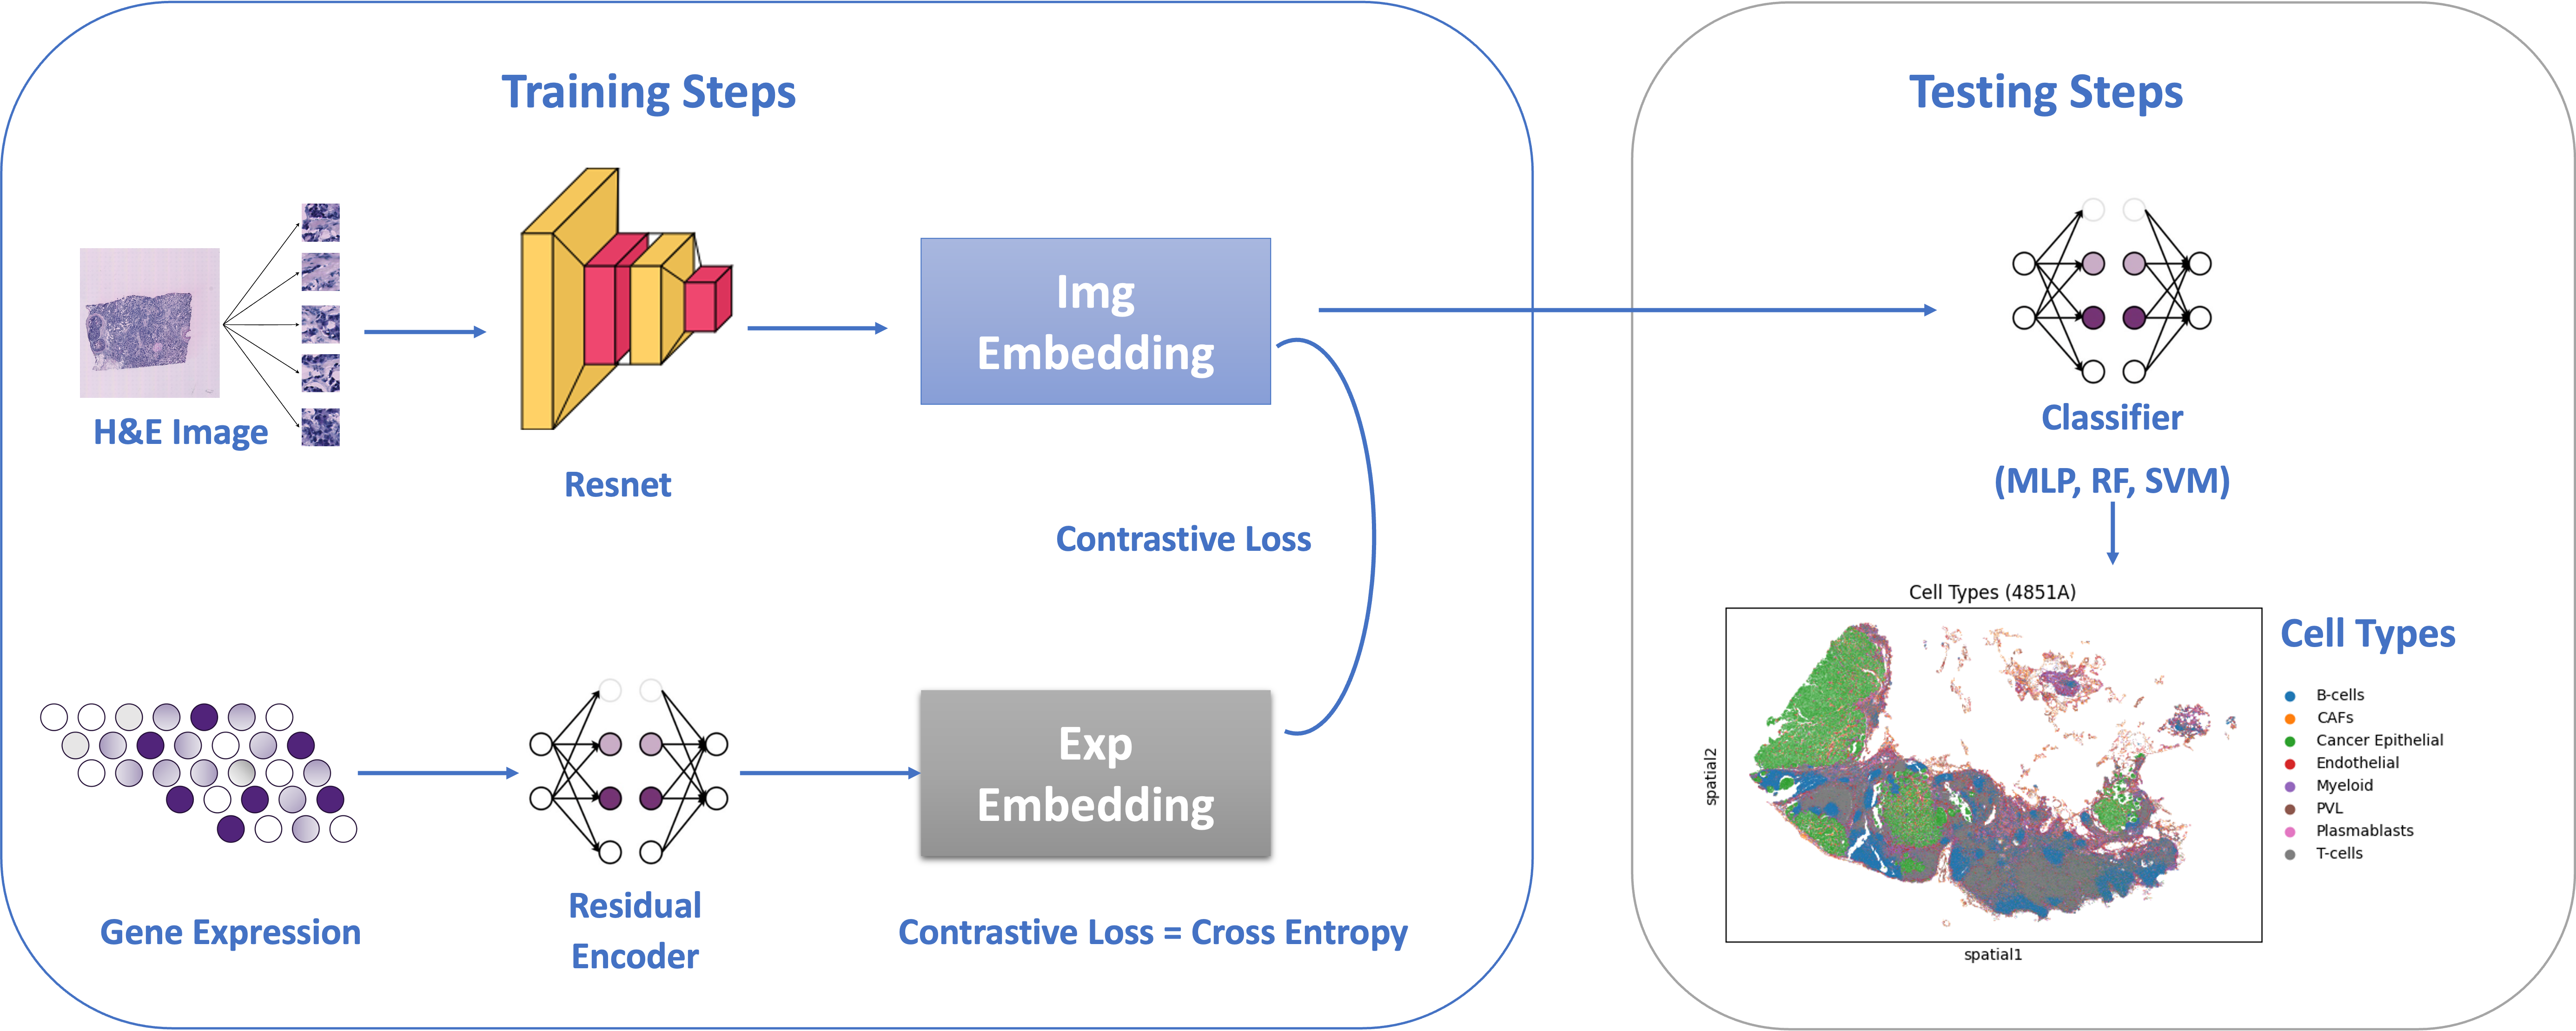 Training Steps
H&E Image
Resnet
Img
Embedding
Contrastive Loss
Gene Expression
Residual
Encoder
Exp
Embedding
Contrastive Loss = Cross Entropy
Testing Steps
Classifier
(MLP, RF, SVM)
Cell Types (4851A)
spatial2
spatial1
Cell Types
B-cells
CAFs
Cancer Epithelial
Endothelial
Myeloid
PVL
Plasmablasts
T-cells